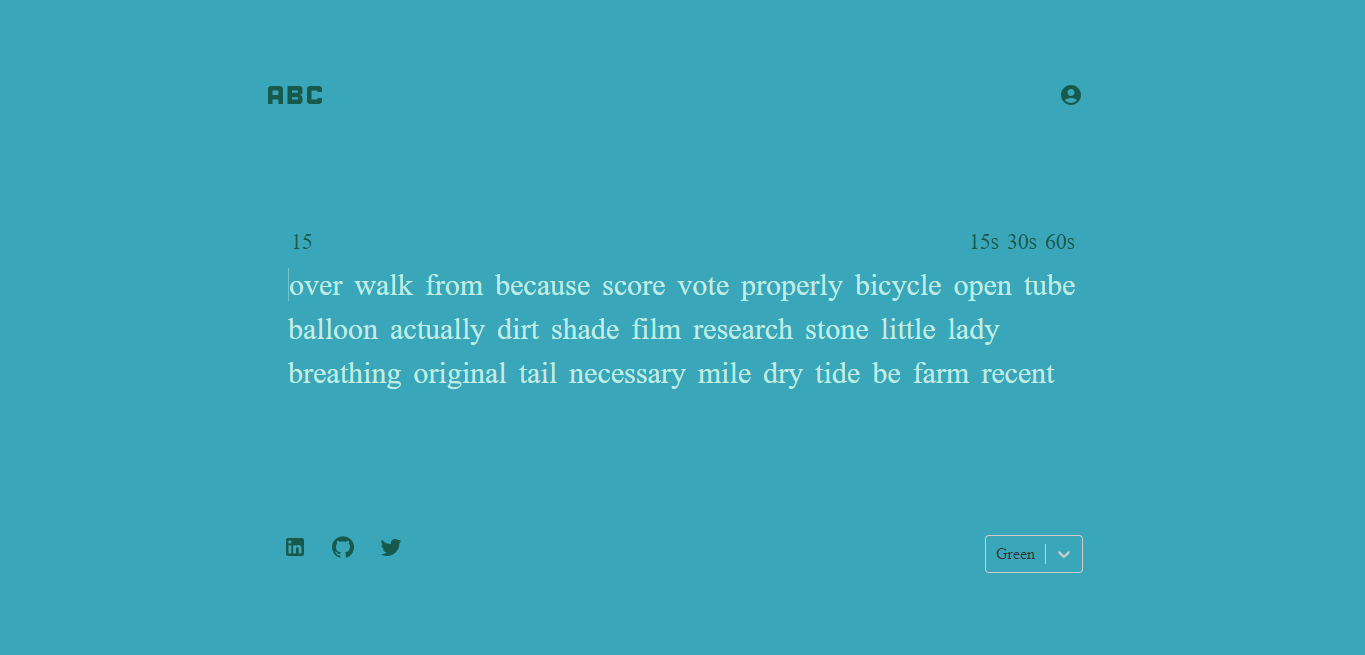 ABC
15 15s 30s 60s
over walk from because score vote properly bicycle open tube
balloon actually dirt shade film research stone little lady
breathing original tail necessary mile dry tide be farm recent
in
Green